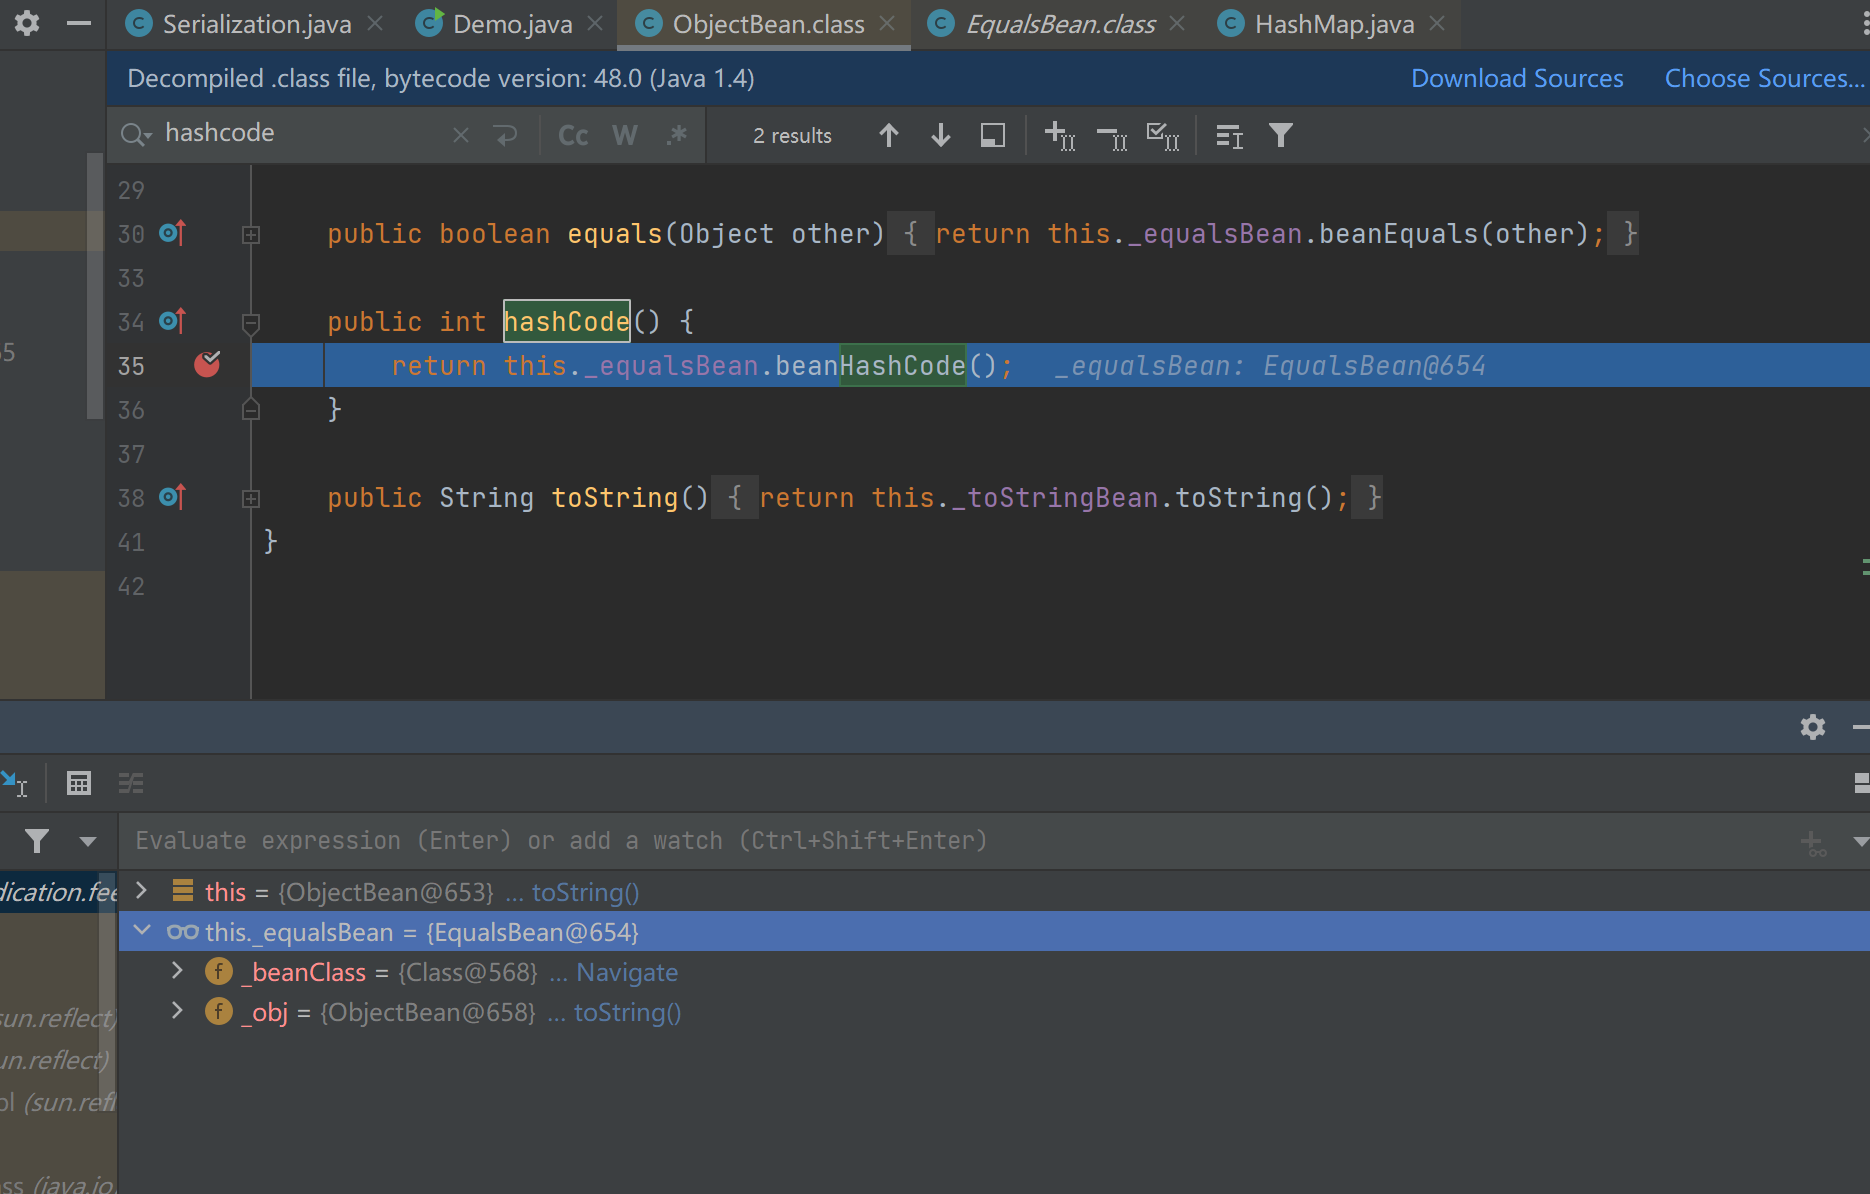 Serialization.java Demo.java ObjectBean.class EqualsBean.class HashMap.java
Decompiled .class file, bytecode version: 48.0 (Java 1.4) Download Sources Choose Sources...
hashcode Cc W .* 2 results
29
30 public boolean equals(Object other) { return this._equalsBean.beanEquals(other); }
33
34 public int hashCode() {
35 return this._equalsBean.beanHashCode(); _equalsBean: EqualsBean@654
36 }
37
38 public String toString() { return this._toStringBean.toString(); }
41 }
42
Evaluate expression (Enter) or add a watch (Ctrl+Shift+Enter)
this = {ObjectBean@653} ... toString()
this._equalsBean = {EqualsBean@654}
_beanClass = {Class@568} ... Navigate
_obj = {ObjectBean@658} ... toString()
dication.fee
sun.reflect)
un.reflect)
(sun.refl
(java.io